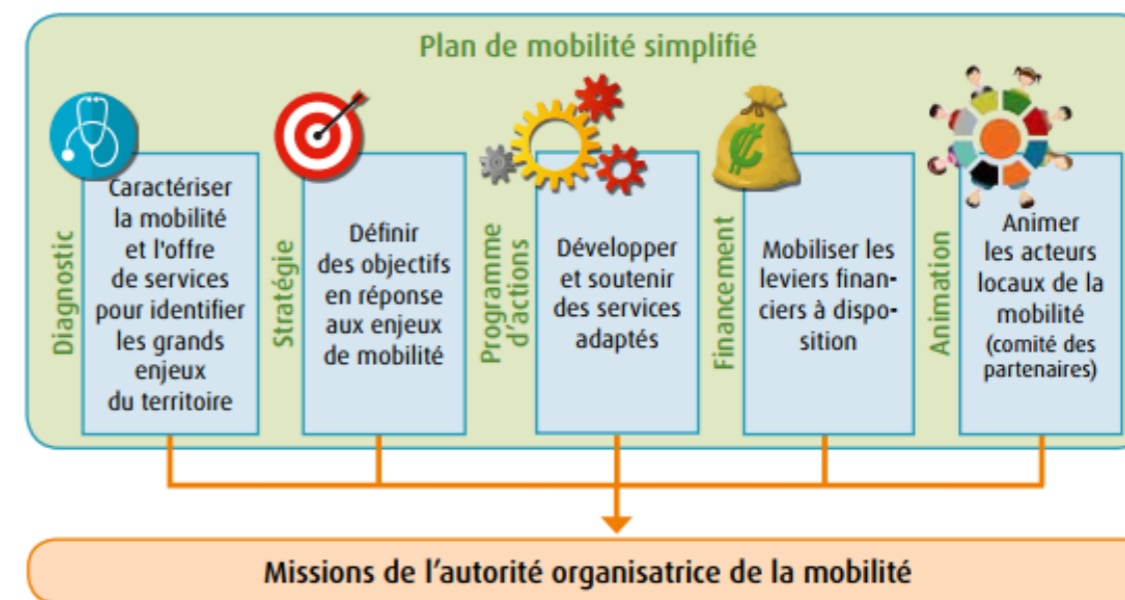 Plan de mobilité simplifié
Diagnostic
Caractériser
la mobilité
et l'offre
de services
pour identifier
les grands
enjeux
du territoire
Stratégie
Définir
des objectifs
en réponse
aux enjeux
de mobilité
Programme
d'actions
Développer
et soutenir
des services
adaptés
Financement
Mobiliser les
leviers finan-
ciers à dispo-
sition
Animation
Animer
les acteurs
locaux de la
mobilité
(comité des
partenaires)
Missions de l'autorité organisatrice de la mobilité